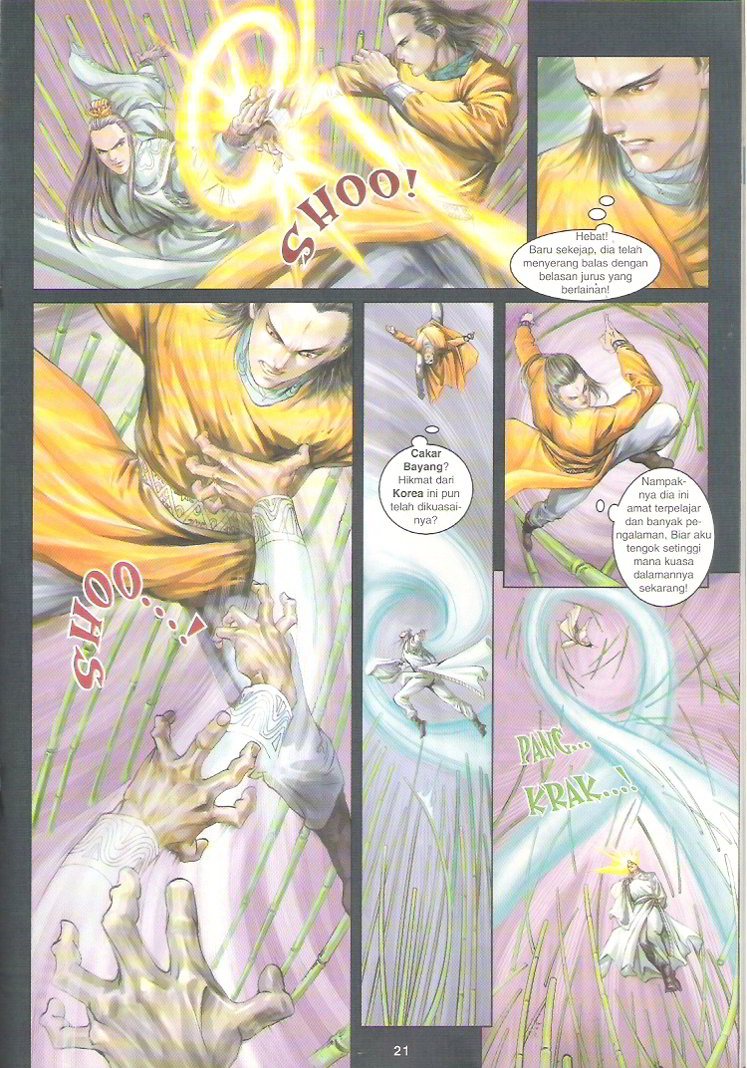 SHOO!
Hebat!
Baru sekejap, dia telah
menyerang balas dengan
belasan jurus yang
berlainan!
SHOO...!
Cakar
Bayang?
Hikmat dari
Korea ini pun
telah dikuasai-
nya?
Nampak-
nya dia ini
amat terpelajar
dan banyak pe-
ngalaman. Biar aku
tengok setinggi
mana kuasa
dalamannya
sekarang!
PANG...
KRAK...!
21